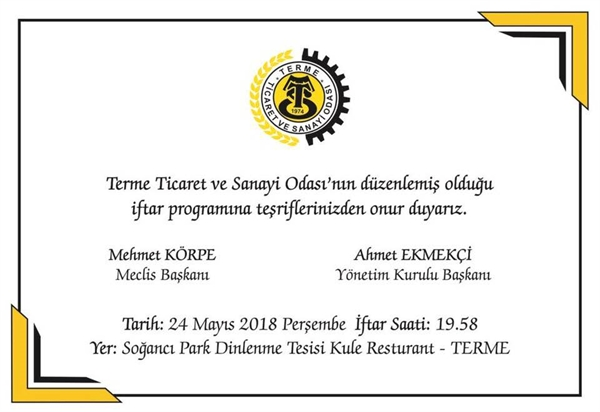 TERME
TİCARET VE SANAYİ ODASI
1974
Terme Ticaret ve Sanayi Odası'nın düzenlemiş olduğu
iftar programına teşriflerinizden onur duyarız.
Mehmet KÖRPE
Meclis Başkanı
Ahmet EKMEKÇİ
Yönetim Kurulu Başkanı
Tarih: 24 Mayıs 2018 Perşembe İftar Saati: 19.58
Yer: Soğancı Park Dinlenme Tesisi Kule Resturant - TERME